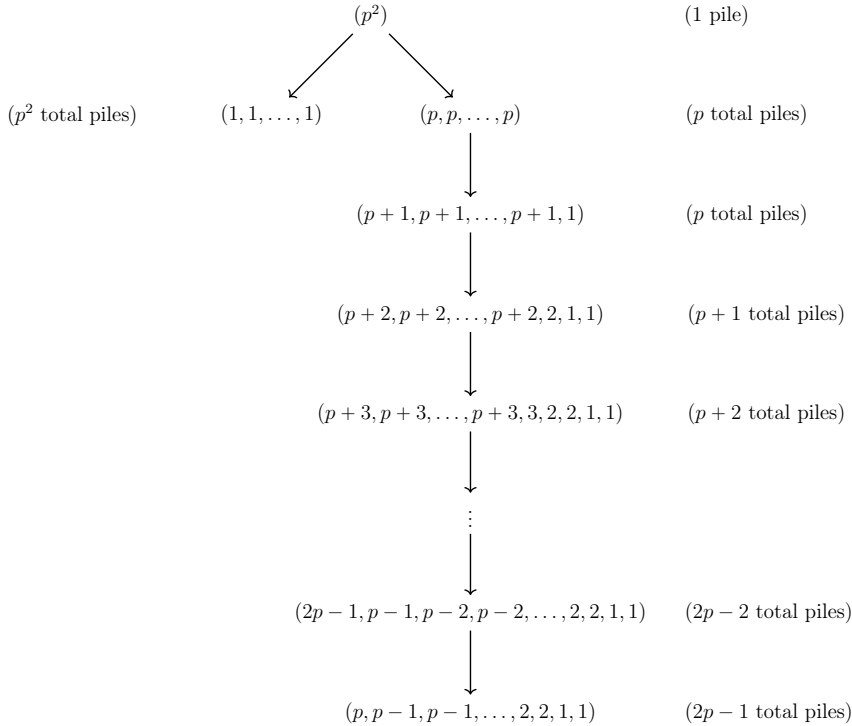 (p²) (1 pile)
(p² total piles) (1, 1, . . . , 1) (p, p, . . . , p) (p total piles)
(p + 1, p + 1, . . . , p + 1, 1) (p total piles)
(p + 2, p + 2, . . . , p + 2, 2, 1, 1) (p + 1 total piles)
(p + 3, p + 3, . . . , p + 3, 3, 2, 2, 1, 1) (p + 2 total piles)
⋮
(2p − 1, p − 1, p − 2, p − 2, . . . , 2, 2, 1, 1) (2p − 2 total piles)
(p, p − 1, p − 1, . . . , 2, 2, 1, 1) (2p − 1 total piles)